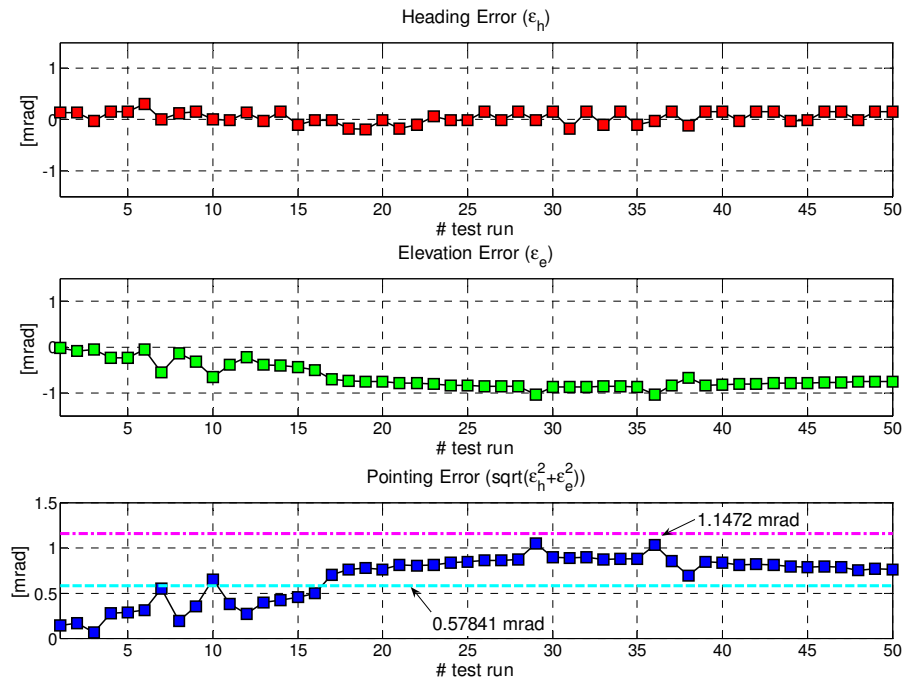 Heading Error (ε_h)
1
0
-1
[mrad]
5 10 15 20 25 30 35 40 45 50
# test run
Elevation Error (ε_e)
1
0
-1
[mrad]
5 10 15 20 25 30 35 40 45 50
# test run
Pointing Error (sqrt(ε_h^2+ε_e^2))
1.5
1
0.5
0
[mrad]
1.1472 mrad
0.57841 mrad
5 10 15 20 25 30 35 40 45 50
# test run